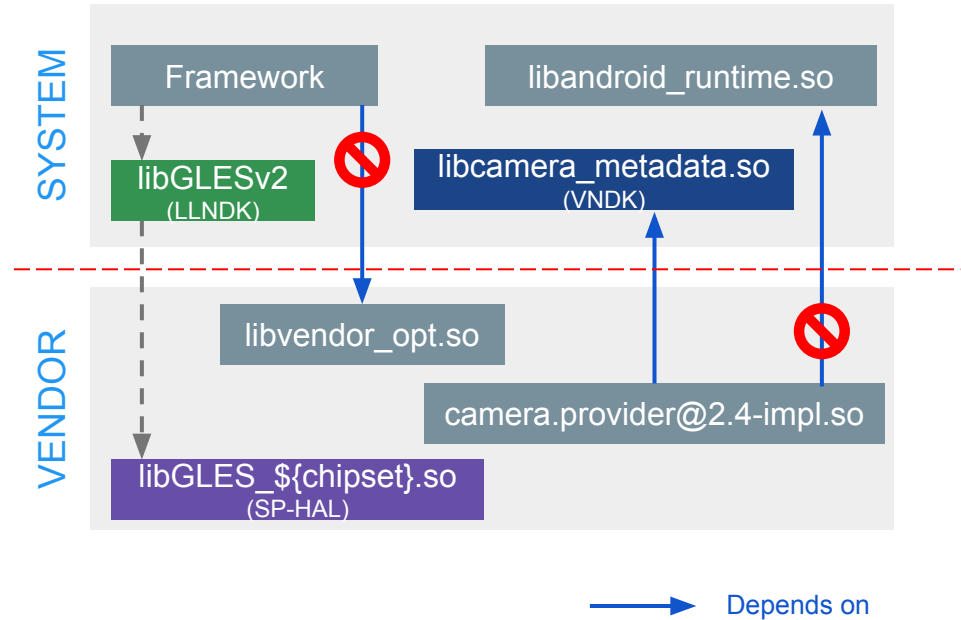 SYSTEM
Framework
libandroid_runtime.so
libGLESv2
(LLNDK)
libcamera_metadata.so
(VNDK)
VENDOR
libvendor_opt.so
camera.provider@2.4-impl.so
libGLES_${chipset}.so
(SP-HAL)
Depends on